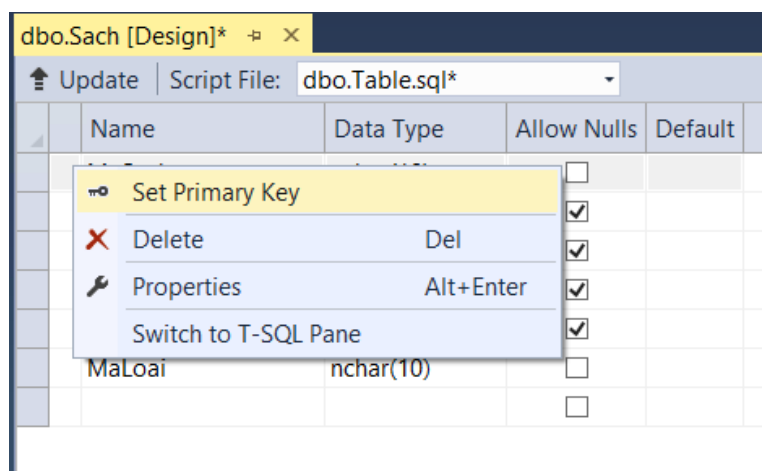 dbo.Sach [Design]*
Update Script File: dbo.Table.sql*
Name Data Type Allow Nulls Default
Set Primary Key
Delete Del
Properties Alt+Enter
Switch to T-SQL Pane
MaLoai nchar(10)